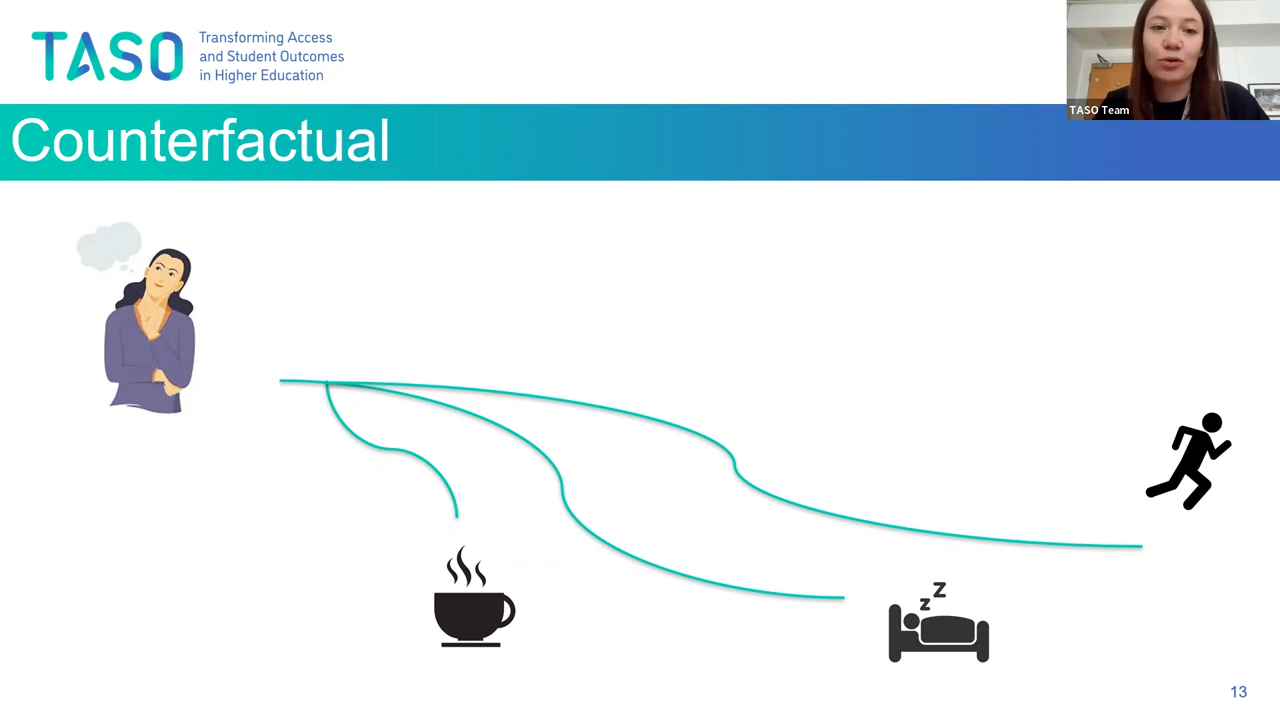 TASO
Transforming Access
and Student Outcomes
in Higher Education
TASO Team
Counterfactual
z z
13